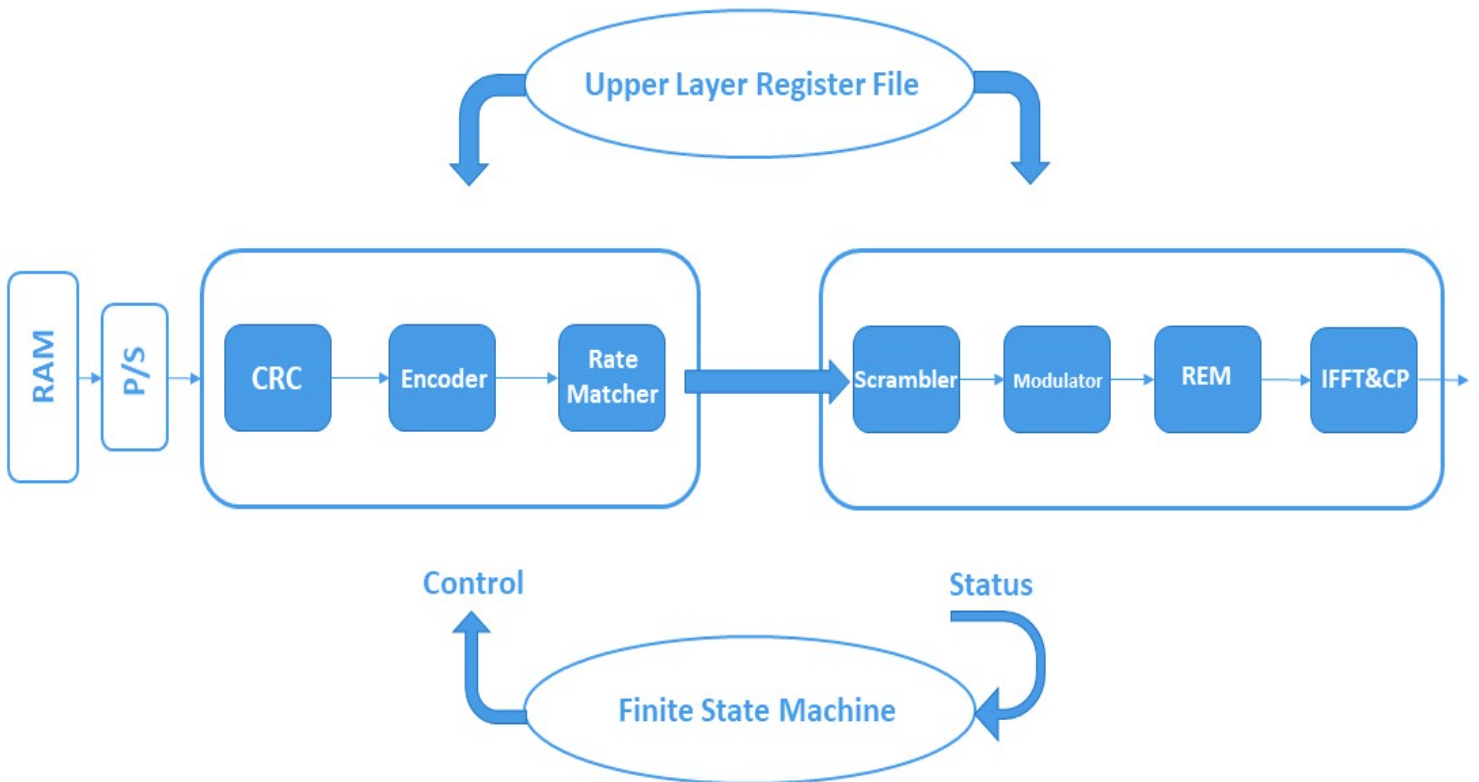 Upper Layer Register File
RAM
P/S
CRC
Encoder
Rate
Matcher
Scrambler
Modulator
REM
IFFT&CP
Control
Status
Finite State Machine